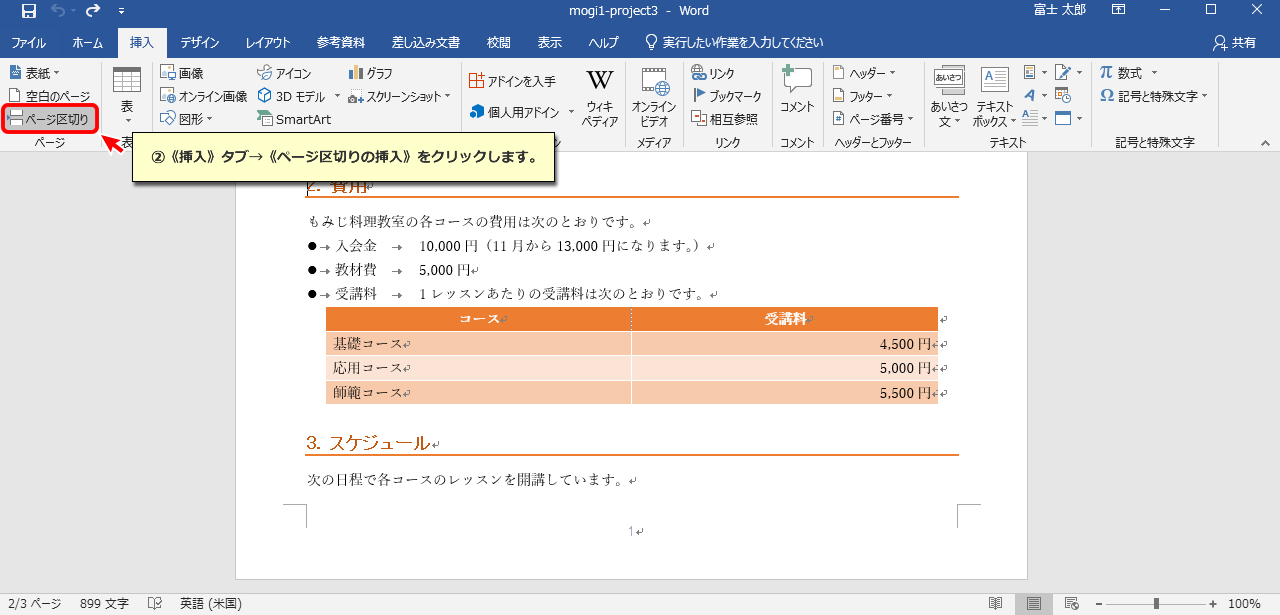 mogi1-project3 - Word
富士 太郎
ファイル ホーム 挿入 デザイン レイアウト 参考資料 差し込み文書 校閲 表示 ヘルプ 実行したい作業を入力してください 共有
表紙
空白のページ
ページ区切り
ページ
表
表
画像
オンライン画像
図形
アイコン
3D モデル
SmartArt
グラフ
スクリーンショット
アドインを入手
個人用アドイン
W
ウィキ
ペディア
オンライン
ビデオ
メディア
リンク
ブックマーク
相互参照
リンク
コメント
コメント
ヘッダー
フッター
ページ番号
ヘッダーとフッター
あいさつ
あいさつ
文
A
テキスト
ボックス
テキスト
π 数式
Ω 記号と特殊文字
記号と特殊文字
②《挿入》タブ→《ページ区切りの挿入》をクリックします。
2. 費用
もみじ料理教室の各コースの費用は次のとおりです。
● → 入会金 → 10,000 円（11 月から 13,000 円になります。）
● → 教材費 → 5,000 円
● → 受講料 → 1 レッスンあたりの受講料は次のとおりです。
コース 受講料
基礎コース 4,500 円
応用コース 5,000 円
師範コース 5,500 円
3. スケジュール
次の日程で各コースのレッスンを開講しています。
1
2/3 ページ 899 文字 英語 (米国) 100%